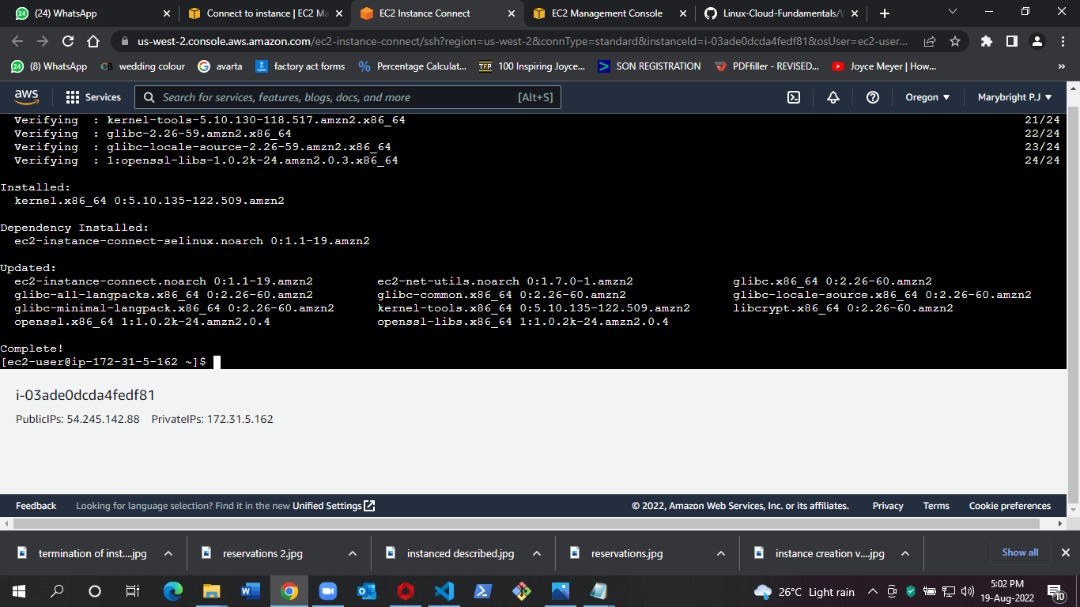 (24) WhatsApp
Connect to instance | EC2 Ma
EC2 Instance Connect
EC2 Management Console
Linux-Cloud-Fundamentals/
us-west-2.console.aws.amazon.com/ec2-instance-connect/ssh?region=us-west-2&connType=standard&instanceId=i-03ade0dcda4fedf81&osUser=ec2-user...
(8) WhatsApp
wedding colour
avarta
factory act forms
Percentage Calculat...
100 Inspiring Joyce...
SON REGISTRATION
PDFfiller - REVISED...
Joyce Meyer | How...
aws
Services
Search for services, features, blogs, docs, and more
[Alt+S]
Oregon
Marybright P.J
Verifying : kernel-tools-5.10.130-118.517.amzn2.x86_64 21/24
Verifying : glibc-2.26-59.amzn2.x86_64 22/24
Verifying : glibc-locale-source-2.26-59.amzn2.x86_64 23/24
Verifying : 1:openssl-libs-1.0.2k-24.amzn2.0.3.x86_64 24/24
Installed:
kernel.x86_64 0:5.10.135-122.509.amzn2
Dependency Installed:
ec2-instance-connect-selinux.noarch 0:1.1-19.amzn2
Updated:
ec2-instance-connect.noarch 0:1.1-19.amzn2 ec2-net-utils.noarch 0:1.7.0-1.amzn2 glibc.x86_64 0:2.26-60.amzn2
glibc-all-langpacks.x86_64 0:2.26-60.amzn2 glibc-common.x86_64 0:2.26-60.amzn2 glibc-locale-source.x86_64 0:2.26-60.amzn2
glibc-minimal-langpack.x86_64 0:2.26-60.amzn2 kernel-tools.x86_64 0:5.10.135-122.509.amzn2 libcrypt.x86_64 0:2.26-60.amzn2
openssl.x86_64 1:1.0.2k-24.amzn2.0.4 openssl-libs.x86_64 1:1.0.2k-24.amzn2.0.4
Complete!
[ec2-user@ip-172-31-5-162 ~]$
i-03ade0dcda4fedf81
PublicIPs: 54.245.142.88 PrivateIPs: 172.31.5.162
Feedback
Looking for language selection? Find it in the new Unified Settings
© 2022, Amazon Web Services, Inc. or its affiliates.
Privacy
Terms
Cookie preferences
termination of inst....jpg
reservations 2.jpg
instanced described.jpg
reservations.jpg
instance creation v....jpg
Show all
26°C Light rain
5:02 PM
19-Aug-2022
10